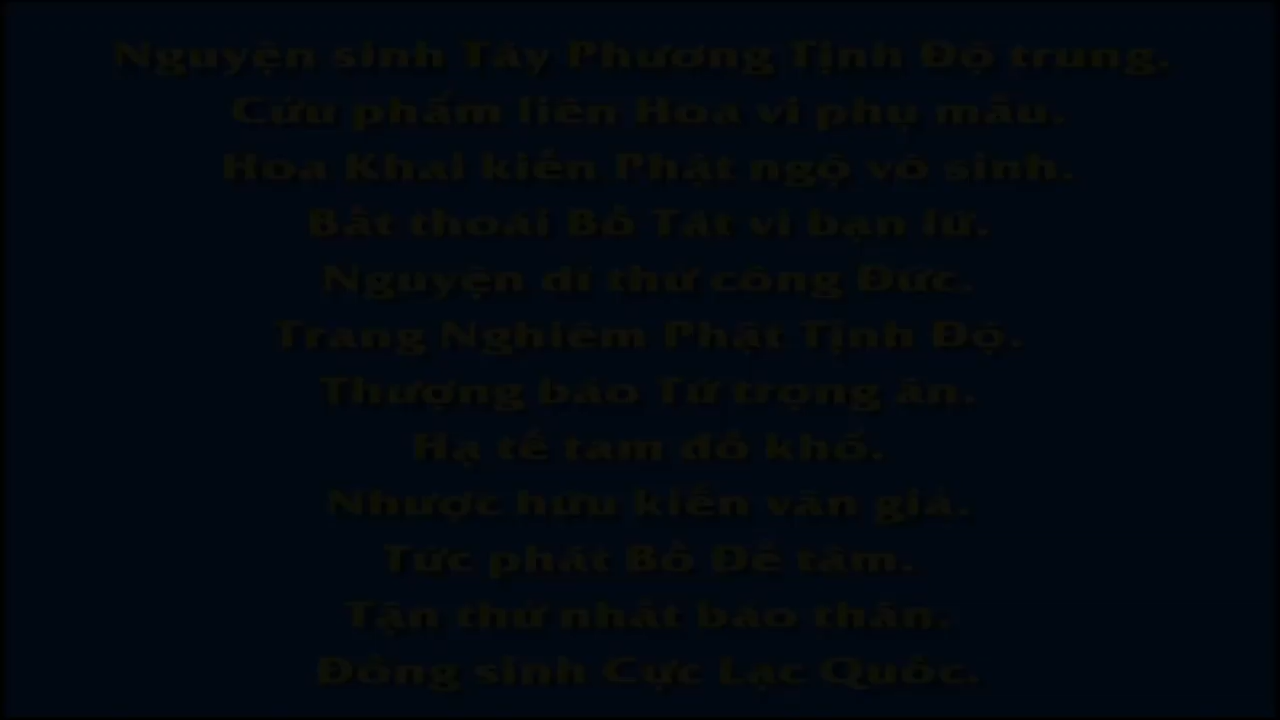 Nguyện sinh Tây Phương Tịnh Độ trung.
Cửu phẩm liên Hoa vi phụ mẫu.
Hoa Khai kiến Phật ngộ vô sinh.
Bất thoái Bồ Tát vi bạn lữ.
Nguyện dĩ thử công Đức.
Trang Nghiêm Phật Tịnh Độ.
Thượng báo Tứ trọng ân.
Hạ tế tam đồ khổ.
Nhược hữu kiến văn giả.
Tức phát Bồ Đề tâm.
Tận thử nhất báo thân.
Đồng sinh Cực Lạc Quốc.